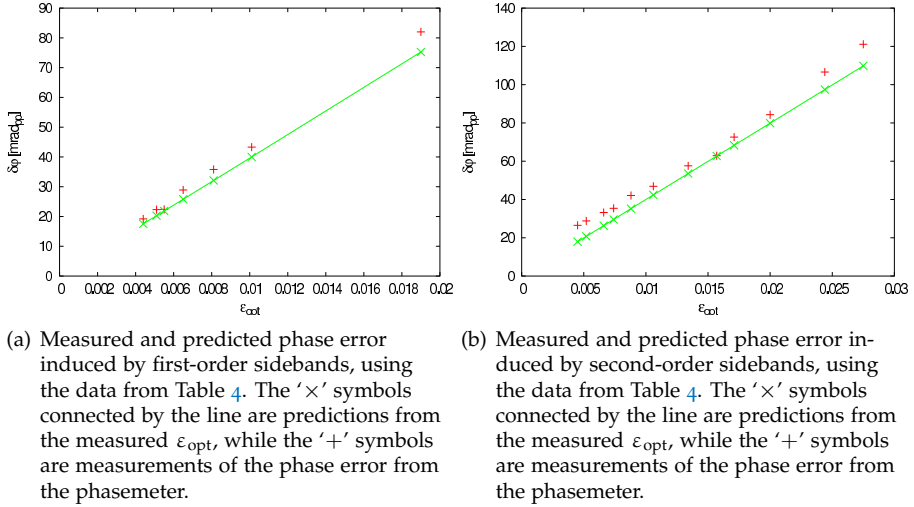 90
80
70
60
50
40
30
20
10
0
δφ [mrad_pp]
0 0.002 0.004 0.006 0.008 0.01 0.012 0.014 0.016 0.018 0.02
ε_opt
140
120
100
80
60
40
20
0
δφ [mrad_pp]
0 0.005 0.01 0.015 0.02 0.025 0.03
ε_opt
(a) Measured and predicted phase error
induced by first-order sidebands, using
the data from Table 4. The ‘×’ symbols
connected by the line are predictions from
the measured ε_opt, while the ‘+’ symbols
are measurements of the phase error from
the phasemeter.
(b) Measured and predicted phase error in-
duced by second-order sidebands, using
the data from Table 4. The ‘×’ symbols
connected by the line are predictions from
the measured ε_opt, while the ‘+’ symbols
are measurements of the phase error from
the phasemeter.